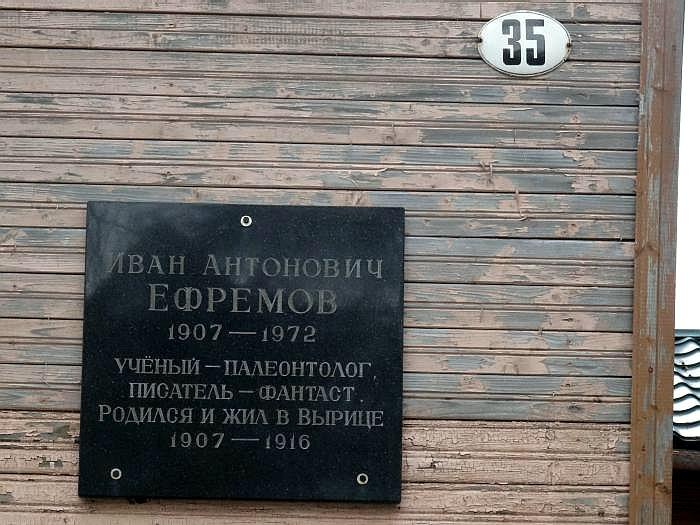 35
ИВАН АНТОНОВИЧ
ЕФРЕМОВ
1907—1972
УЧЁНЫЙ—ПАЛЕОНТОЛОГ,
ПИСАТЕЛЬ—ФАНТАСТ.
РОДИЛСЯ И ЖИЛ В ВЫРИЦЕ
1907—1916